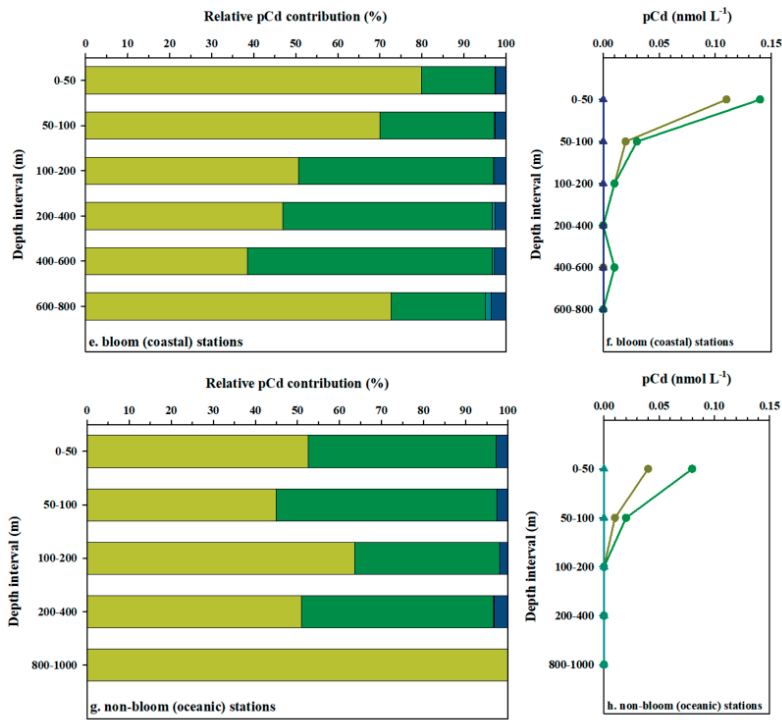 Relative pCd contribution (%)
0 10 20 30 40 50 60 70 80 90 100
Depth interval (m)
0-50
50-100
100-200
200-400
400-600
600-800
e. bloom (coastal) stations
pCd (nmol L-1)
0.00 0.05 0.10 0.15
Depth interval (m)
0-50
50-100
100-200
200-400
400-600
600-800
f. bloom (coastal) stations
Relative pCd contribution (%)
0 10 20 30 40 50 60 70 80 90 100
Depth interval (m)
0-50
50-100
100-200
200-400
800-1000
g. non-bloom (oceanic) stations
pCd (nmol L-1)
0.00 0.05 0.10 0.15
Depth interval (m)
0-50
50-100
100-200
200-400
800-1000
h. non-bloom (oceanic) stations